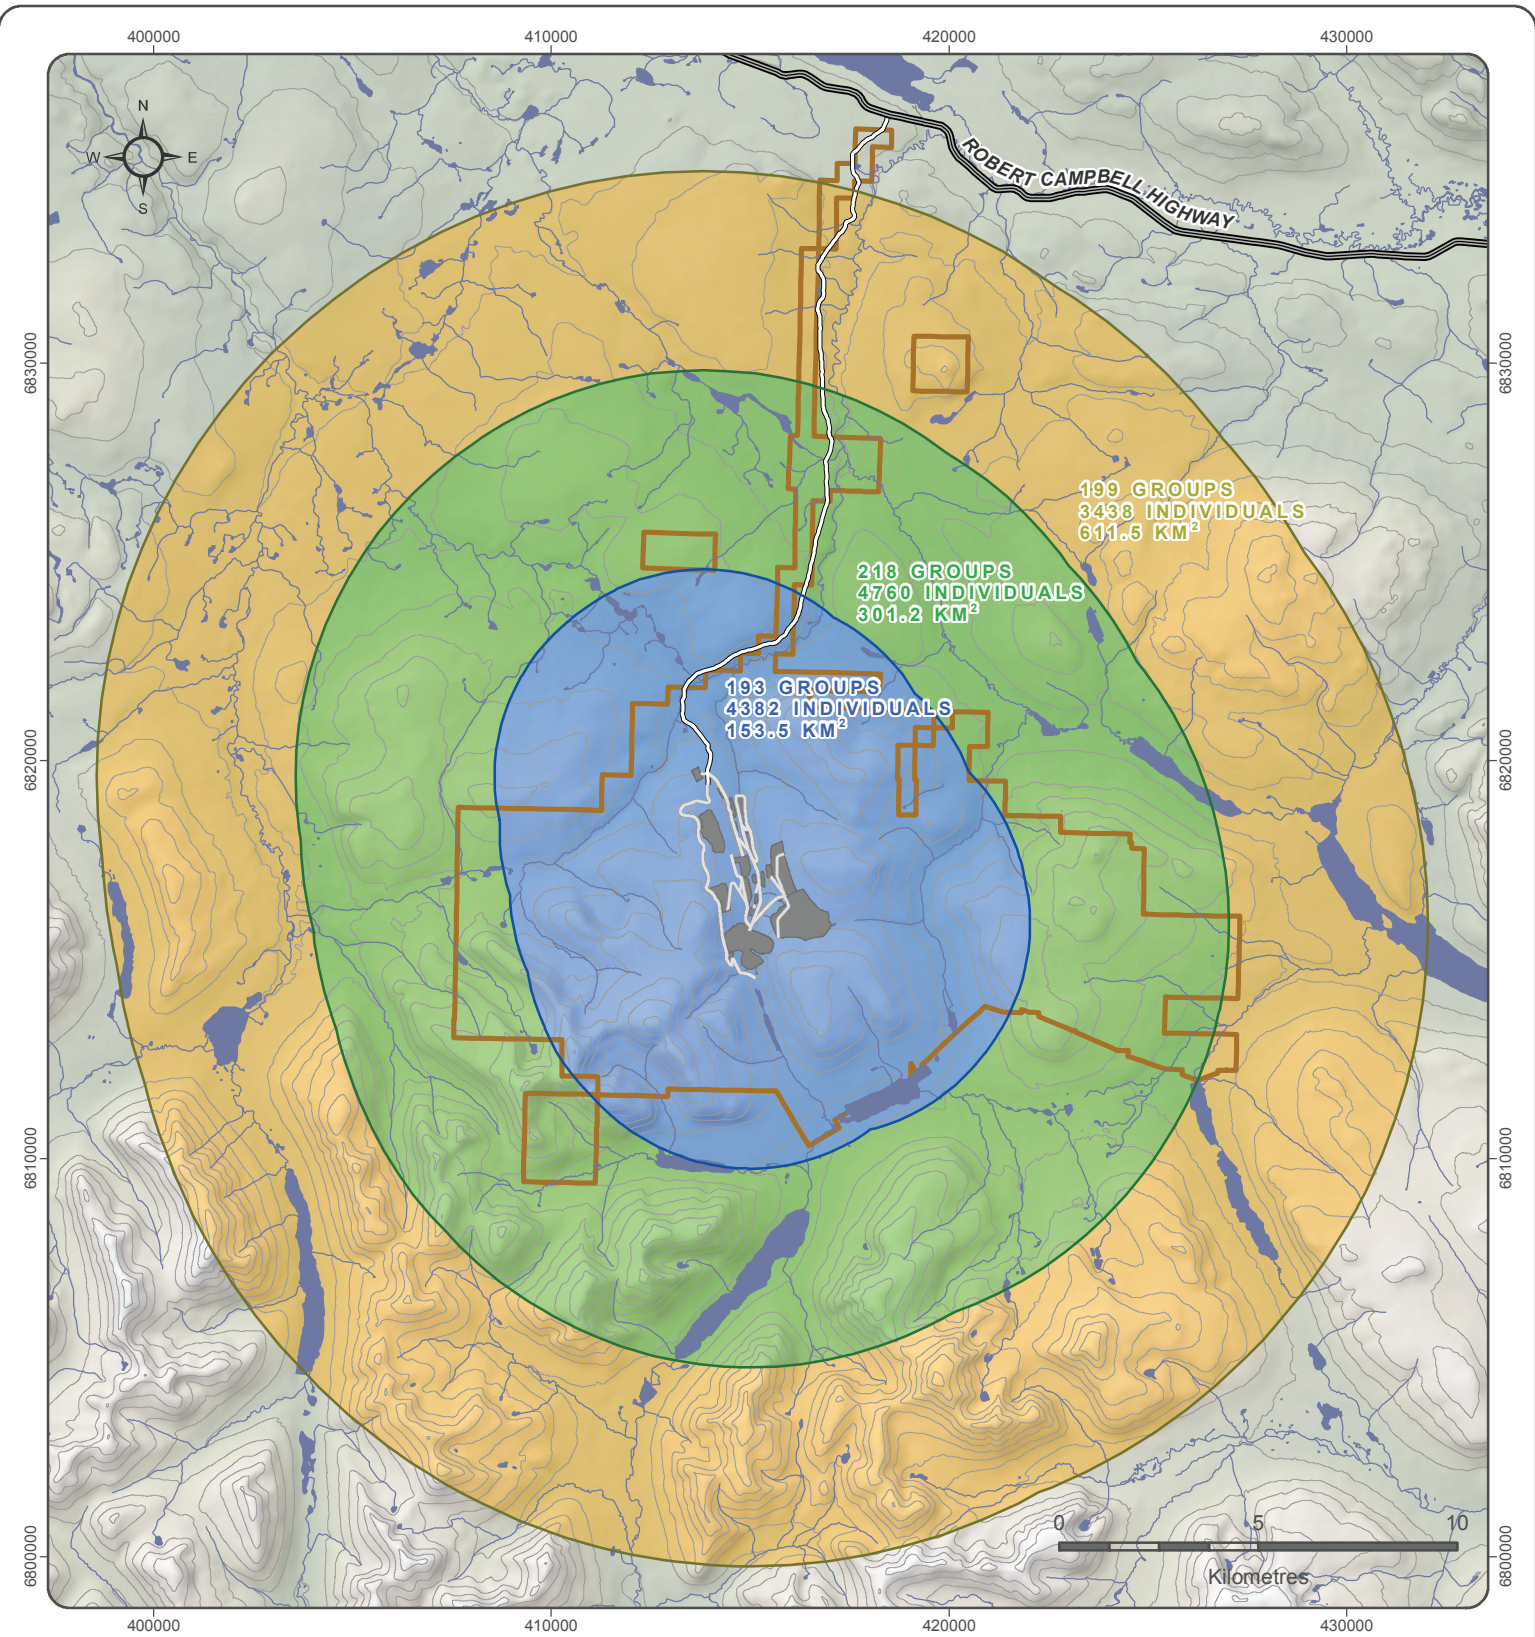 400000
410000
420000
430000
N
W
E
S
ROBERT CAMPBELL HIGHWAY
6830000
6830000
199 GROUPS
3438 INDIVIDUALS
611.5 KM²
218 GROUPS
4760 INDIVIDUALS
301.2 KM²
193 GROUPS
4382 INDIVIDUALS
153.5 KM²
6820000
6820000
6810000
6810000
6800000
6800000
0
5
10
Kilometres
400000
410000
420000
430000